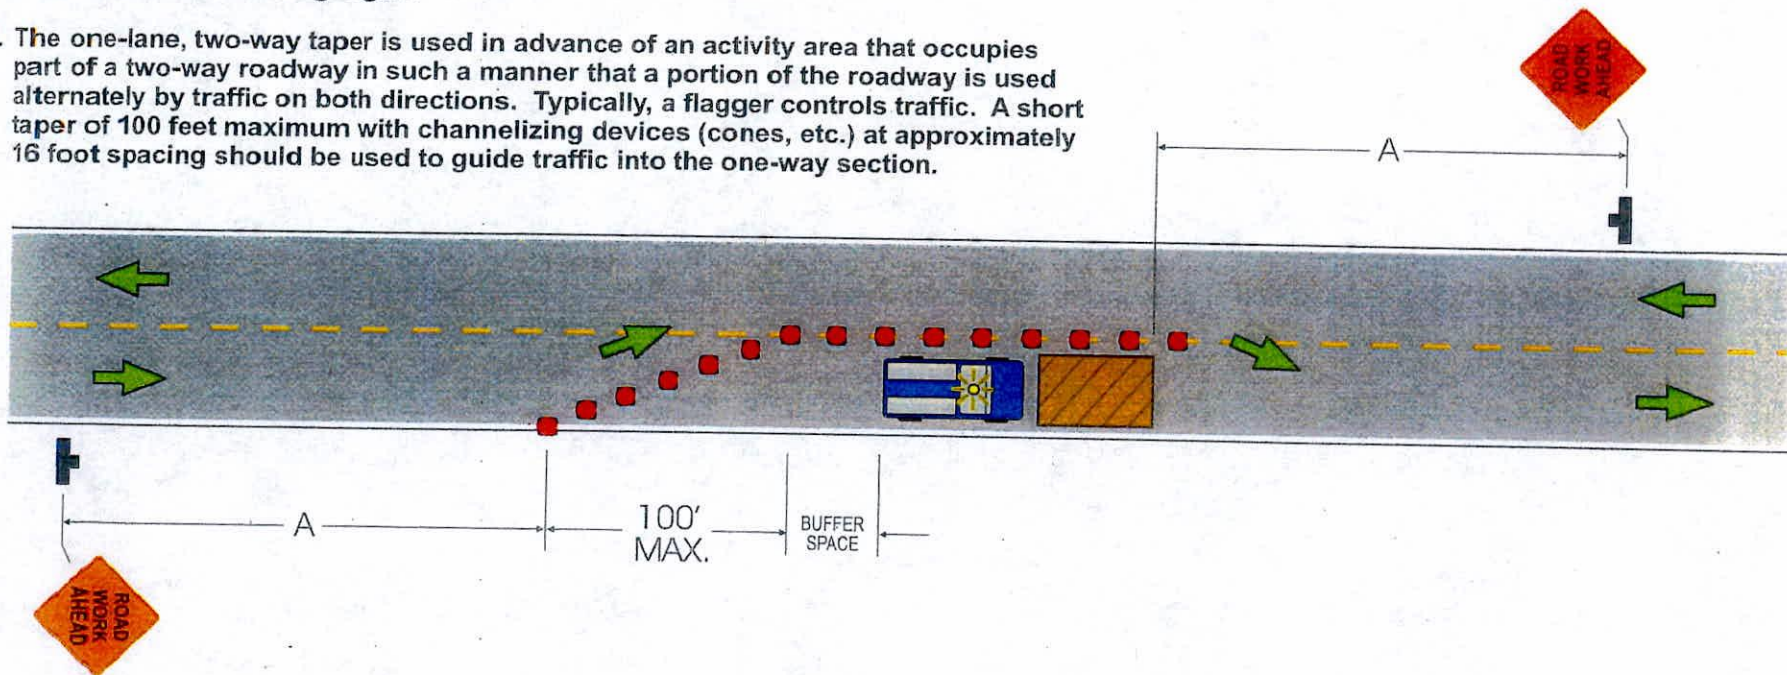 . The one-lane, two-way taper is used in advance of an activity area that occupies
part of a two-way roadway in such a manner that a portion of the roadway is used
alternately by traffic on both directions. Typically, a flagger controls traffic. A short
taper of 100 feet maximum with channelizing devices (cones, etc.) at approximately
16 foot spacing should be used to guide traffic into the one-way section.
ROAD
WORK
AHEAD
A
A
100'
MAX.
BUFFER
SPACE
ROAD
WORK
AHEAD